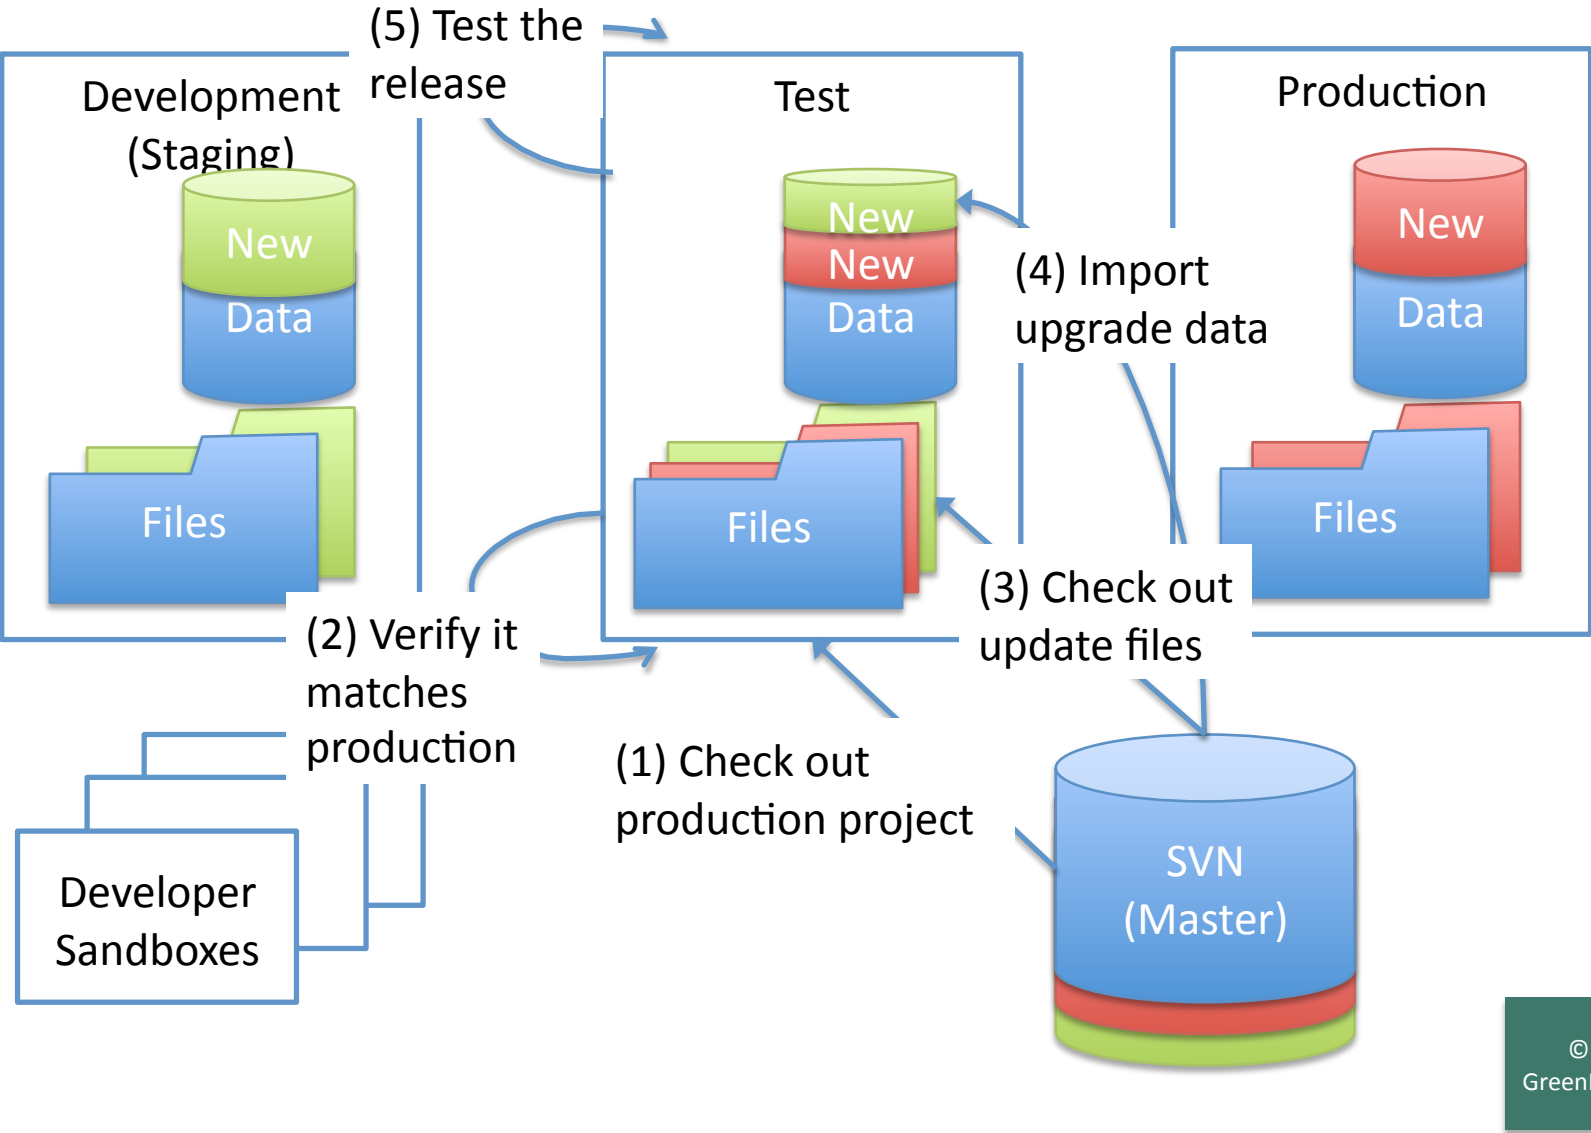 (5) Test the
release
Development
(Staging)
New
Data
Files
Test
New
New
Data
Files
Production
New
Data
Files
(4) Import
upgrade data
(3) Check out
update files
(2) Verify it
matches
production
(1) Check out
production project
Developer
Sandboxes
SVN
(Master)
©